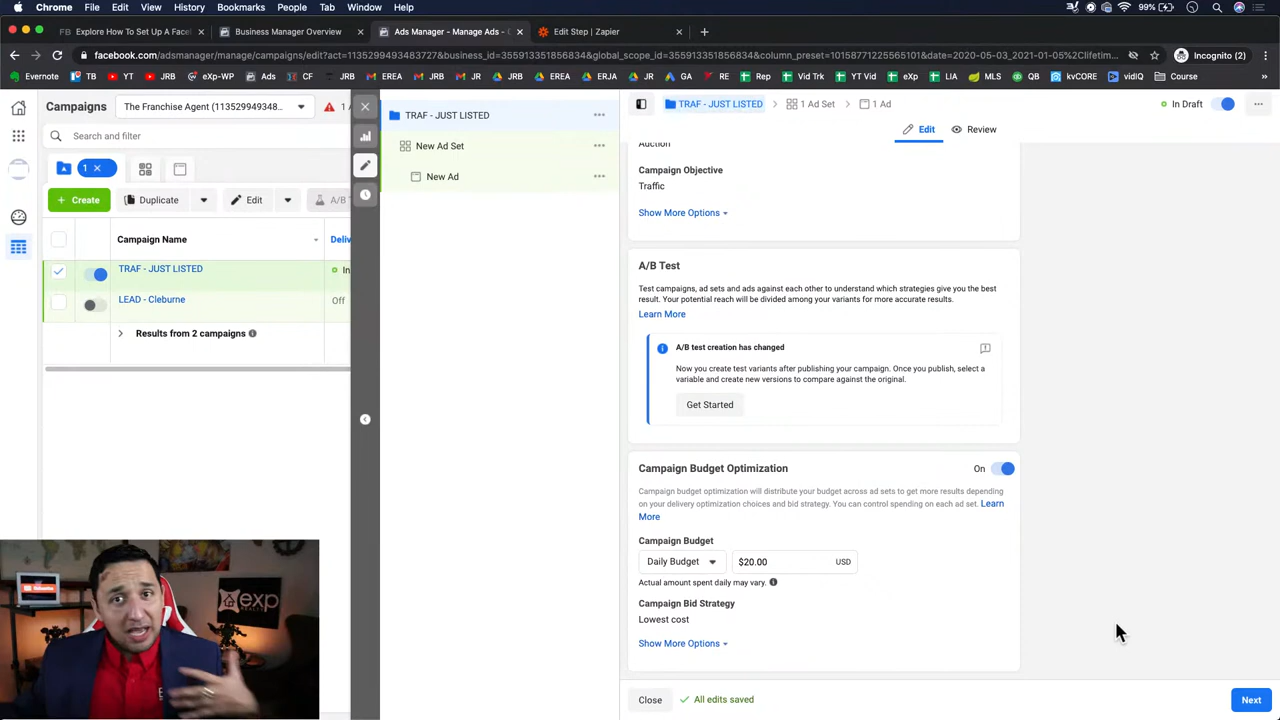 Chrome File Edit View History Bookmarks People Tab Window Help
99%
FB Explore How To Set Up A Faceb
Business Manager Overview
Ads Manager - Manage Ads - C
Edit Step | Zapier
facebook.com/adsmanager/manage/campaigns/edit?act=113529949348757&business_id=355913351856834&global_scope_id=355913351856834&column_preset=10158771225565101&date=2020-05-03_2021-01-05%2Clifetim...
Incognito (2)
Evernote TB YT JRB eXp-WP ADS CF JRB EREA EREA ERJA JR GA RE Rep Vid TT YT Vid EXP LIA MLS QB kvCORE Course
Campaigns
The Franchise Agent (1135299493487...
Search and filter
1
Create
Duplicate
Edit
A/B
Campaign Name
Deliv
TRAF - JUST LISTED
In
LEAD - Cleburne
Off
Results from 2 campaigns
TRAF - JUST LISTED
New Ad Set
New Ad
TRAF - JUST LISTED
1 Ad Set
1 Ad
In Draft
Edit
Review
Auction
Campaign Objective
Traffic
Show More Options
A/B Test
Test campaigns, ad sets and ads against each other to understand which strategies give you the best
result. Your potential reach will be divided among your variants for more accurate results.
Learn More
A/B test creation has changed
Now you create test variants after publishing your campaign. Once you publish, select a
variable and create new versions to compare against the original.
Get Started
Campaign Budget Optimization
On
Campaign budget optimization will distribute your budget across ad sets to get more results depending
on your delivery optimization choices and bid strategy. You can control spending on each ad set. Learn
More
Campaign Budget
Daily Budget
$20.00
USD
Actual amount spent daily may vary.
Campaign Bid Strategy
Lowest cost
Show More Options
Close
All edits saved
Next
exp
REALTY